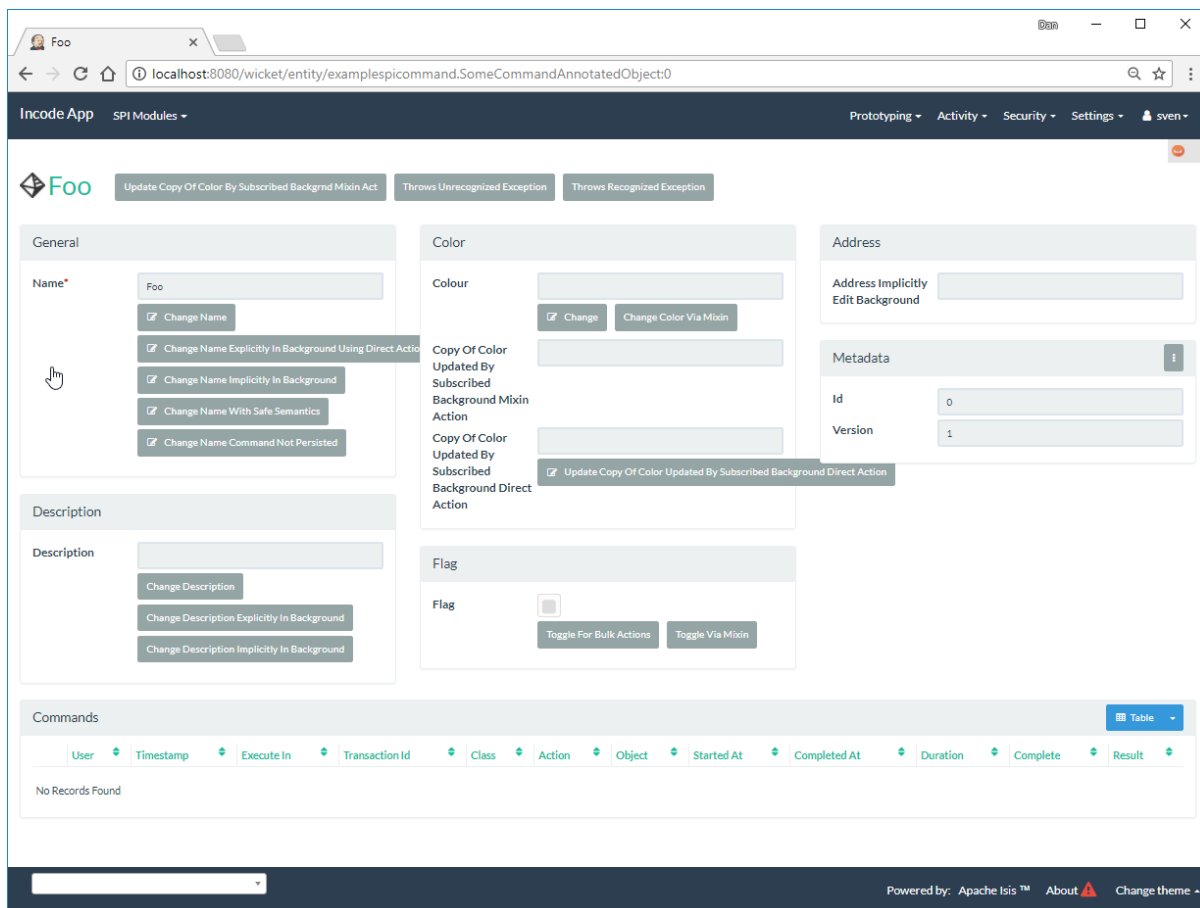 Dan
Foo
localhost:8080/wicket/entity/examplespicommand.SomeCommandAnnotatedObject:0
Incode App SPI Modules Prototyping Activity Security Settings sven
Foo Update Copy Of Color By Subscribed Backgrnd Mixin Act Throws Unrecognized Exception Throws Recognized Exception
General
Name*
Foo
Change Name
Change Name Explicitly In Background Using Direct Actio
Change Name Implicitly In Background
Change Name With Safe Semantics
Change Name Command Not Persisted
Description
Description
Change Description
Change Description Explicitly In Background
Change Description Implicitly In Background
Color
Colour
Change Change Color Via Mixin
Copy Of Color
Updated By
Subscribed
Background Mixin
Action
Copy Of Color
Updated By
Subscribed
Background Direct
Action
Update Copy Of Color Updated By Subscribed Background Direct Action
Flag
Flag
Toggle For Bulk Actions Toggle Via Mixin
Address
Address Implicitly
Edit Background
Metadata
Id 0
Version 1
Commands Table
User Timestamp Execute In Transaction Id Class Action Object Started At Completed At Duration Complete Result
No Records Found
Powered by: Apache Isis ™ About Change theme